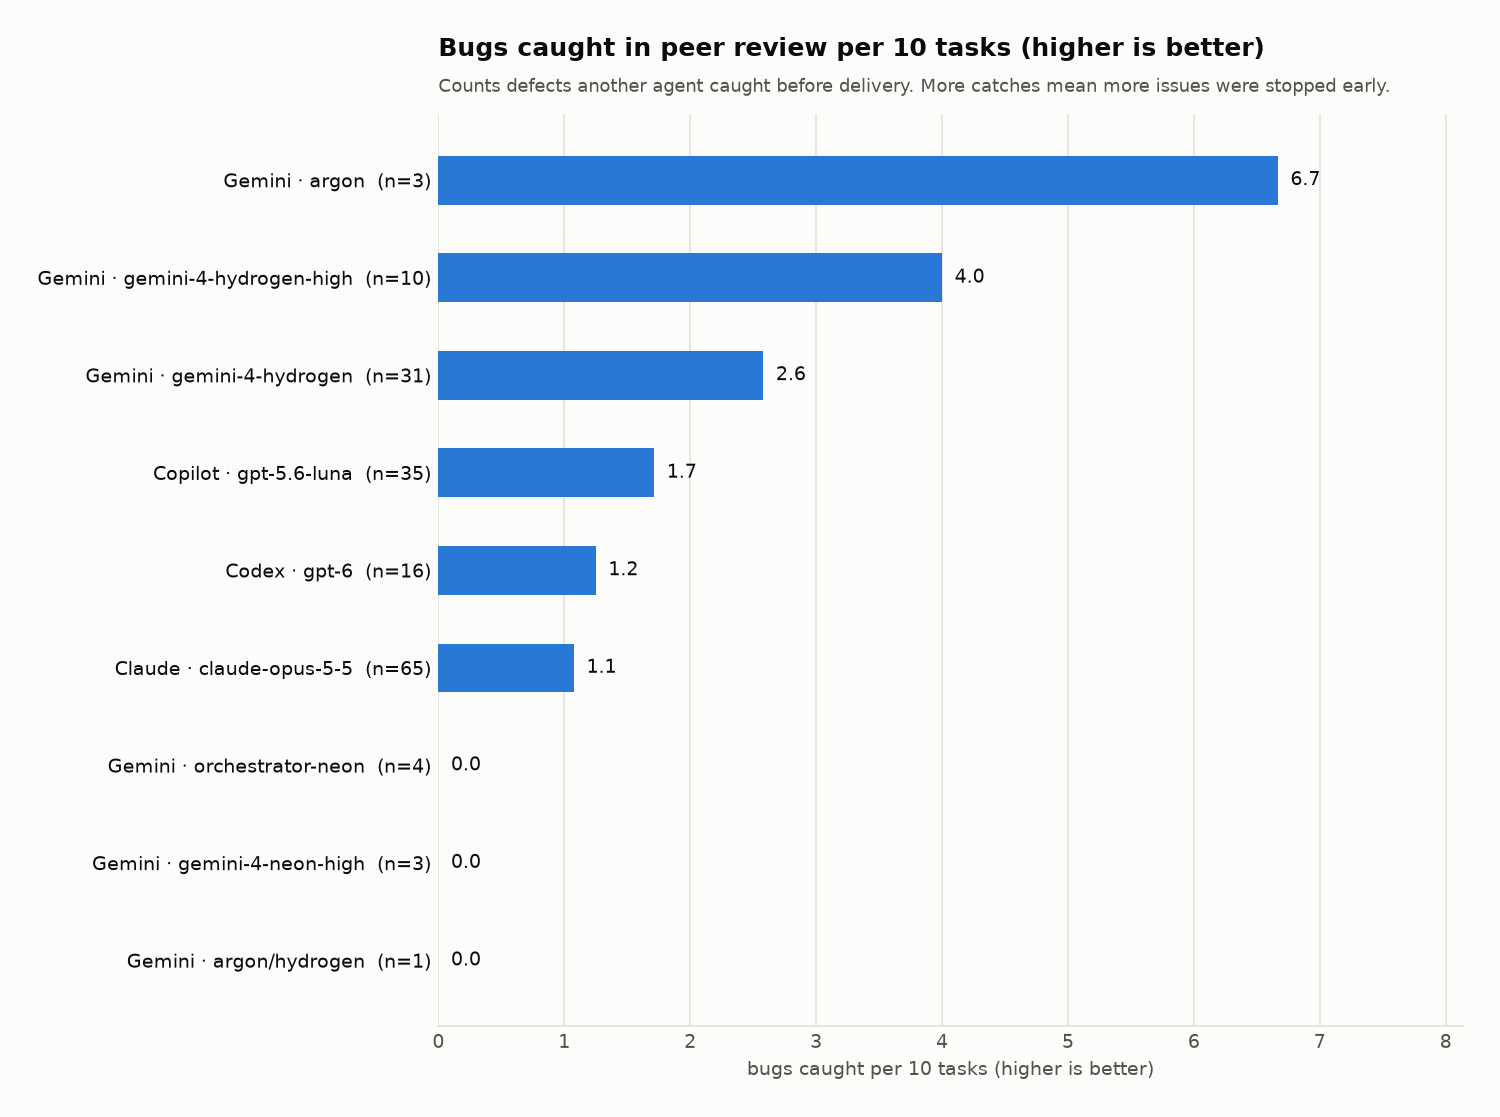 Bugs caught in peer review per 10 tasks (higher is better)
Counts defects another agent caught before delivery. More catches mean more issues were stopped early.
Gemini · argon (n=3) 6.7
Gemini · gemini-4-hydrogen-high (n=10) 4.0
Gemini · gemini-4-hydrogen (n=31) 2.6
Copilot · gpt-5.6-luna (n=35) 1.7
Codex · gpt-6 (n=16) 1.2
Claude · claude-opus-5-5 (n=65) 1.1
Gemini · orchestrator-neon (n=4) 0.0
Gemini · gemini-4-neon-high (n=3) 0.0
Gemini · argon/hydrogen (n=1) 0.0
0 1 2 3 4 5 6 7 8
bugs caught per 10 tasks (higher is better)